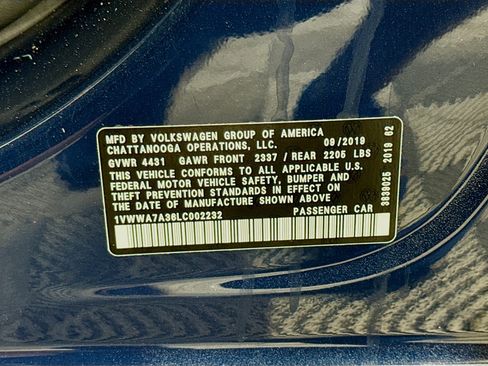 MFD BY VOLKSWAGEN GROUP OF AMERICA
CHATTANOOGA OPERATIONS, LLC. 09/2019
GVWR 4431 GAWR FRONT 2337 / REAR 2205 LBS
THIS VEHICLE CONFORMS TO ALL APPLICABLE U.S.
FEDERAL MOTOR VEHICLE SAFETY, BUMPER AND
THEFT PREVENTION STANDARDS IN EFFECT ON
THE DATE OF MANUFACTURE SHOWN ABOVE
1VWWA7A36LC002232 PASSENGER CAR
3839025 2019 62